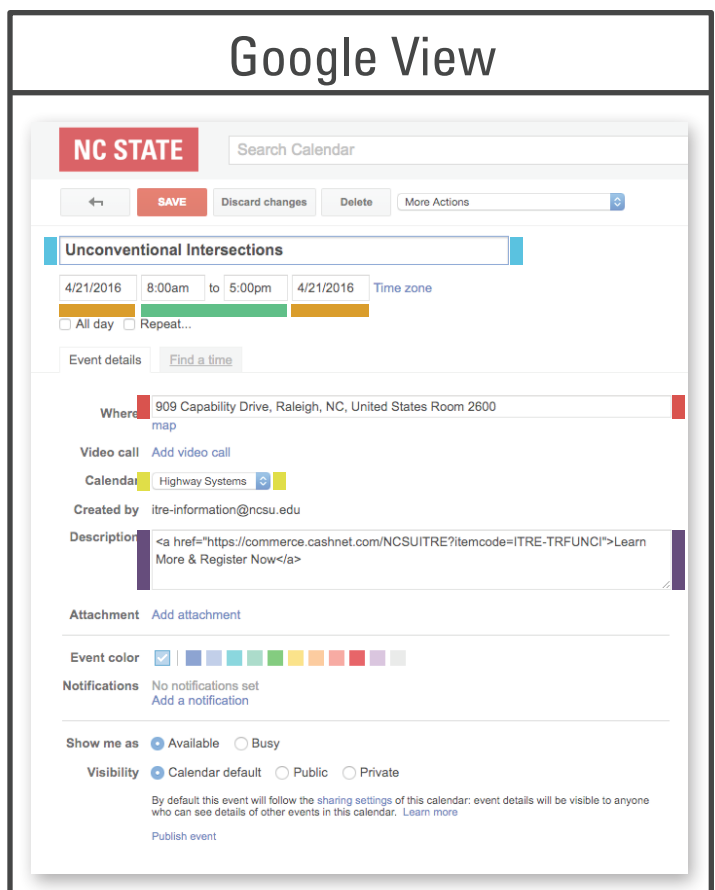 Google View
NC STATE
Search Calendar
SAVE Discard changes Delete More Actions
Unconventional Intersections
4/21/2016 8:00am to 5:00pm 4/21/2016 Time zone
All day Repeat...
Event details Find a time
Where 909 Capability Drive, Raleigh, NC, United States Room 2600
map
Video call Add video call
Calendar Highway Systems
Created by itre-information@ncsu.edu
Description <a href="https://commerce.cashnet.com/NCSUITRE?itemcode=ITRE-TRFUNCI">Learn
More & Register Now</a>
Attachment Add attachment
Event color
Notifications No notifications set
Add a notification
Show me as Available Busy
Visibility Calendar default Public Private
By default this event will follow the sharing settings of this calendar: event details will be visible to anyone
who can see details of other events in this calendar. Learn more
Publish event